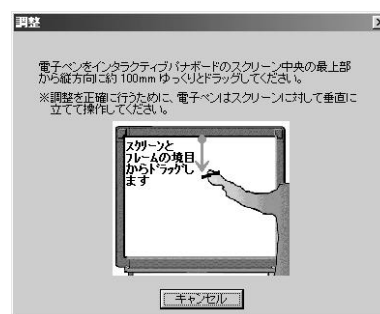 調整
電子ペンをインタラクティブパナボードのスクリーン中央の最上部
から縦方向に約 100mm ゆっくりとドラッグしてください。
※調整を正確に行うために、電子ペンはスクリーンに対して垂直に
立てて操作してください。
スクリーンと
フレームの境目
からドラッグし
ます
キャンセル